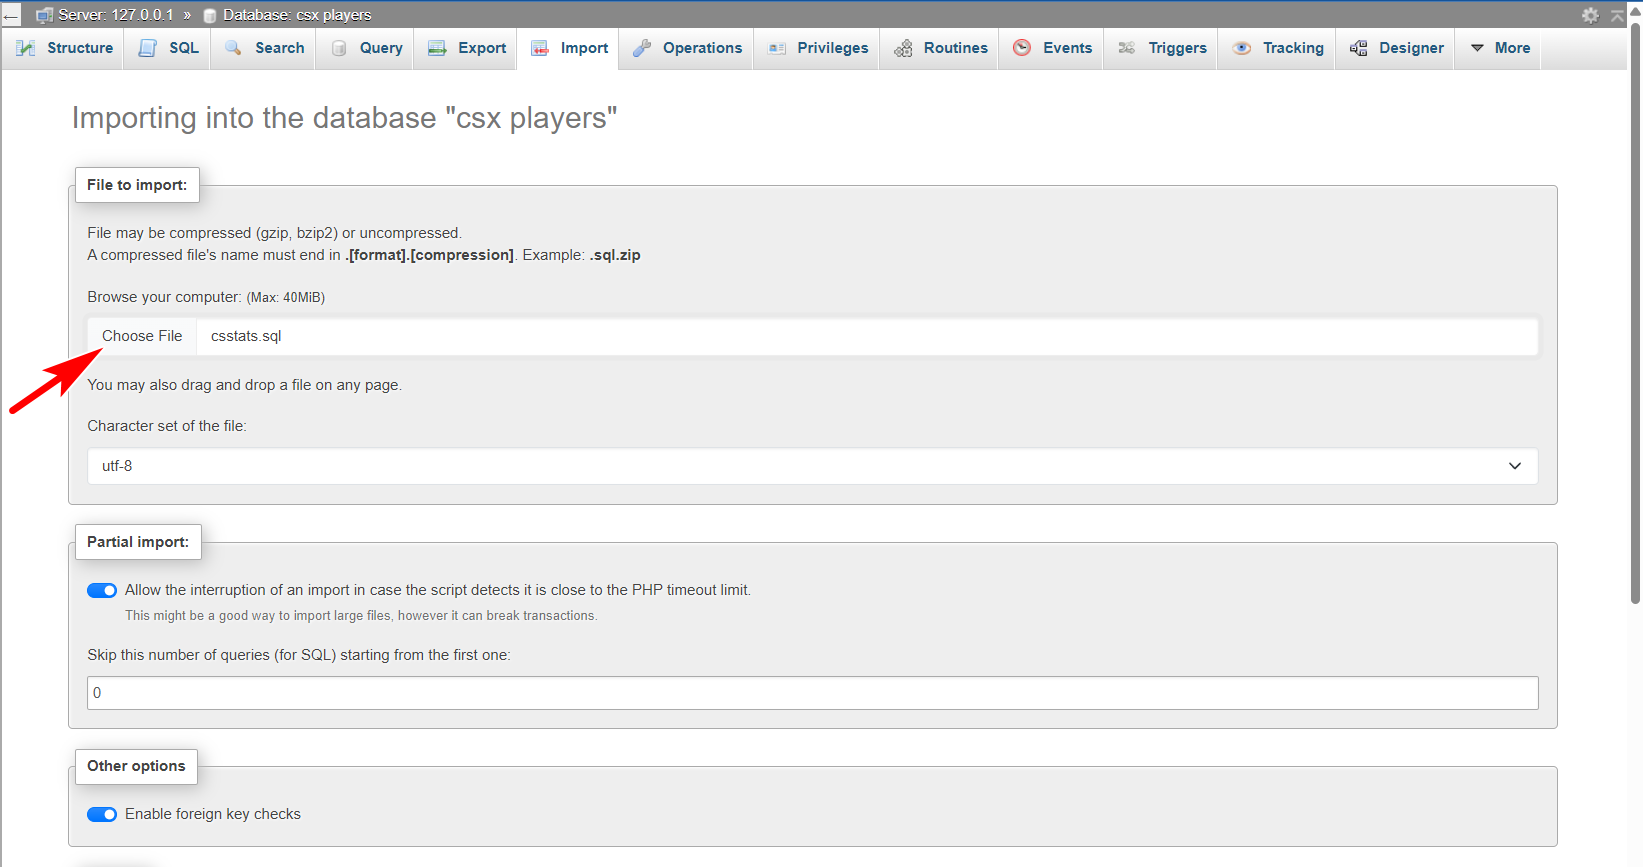 Server: 127.0.0.1 » Database: csx players
Structure SQL Search Query Export Import Operations Privileges Routines Events Triggers Tracking Designer More
Importing into the database "csx players"
File to import:
File may be compressed (gzip, bzip2) or uncompressed.
A compressed file's name must end in .[format].[compression]. Example: .sql.zip
Browse your computer: (Max: 40MiB)
Choose File csstats.sql
You may also drag and drop a file on any page.
Character set of the file:
utf-8
Partial import:
Allow the interruption of an import in case the script detects it is close to the PHP timeout limit.
This might be a good way to import large files, however it can break transactions.
Skip this number of queries (for SQL) starting from the first one:
0
Other options
Enable foreign key checks